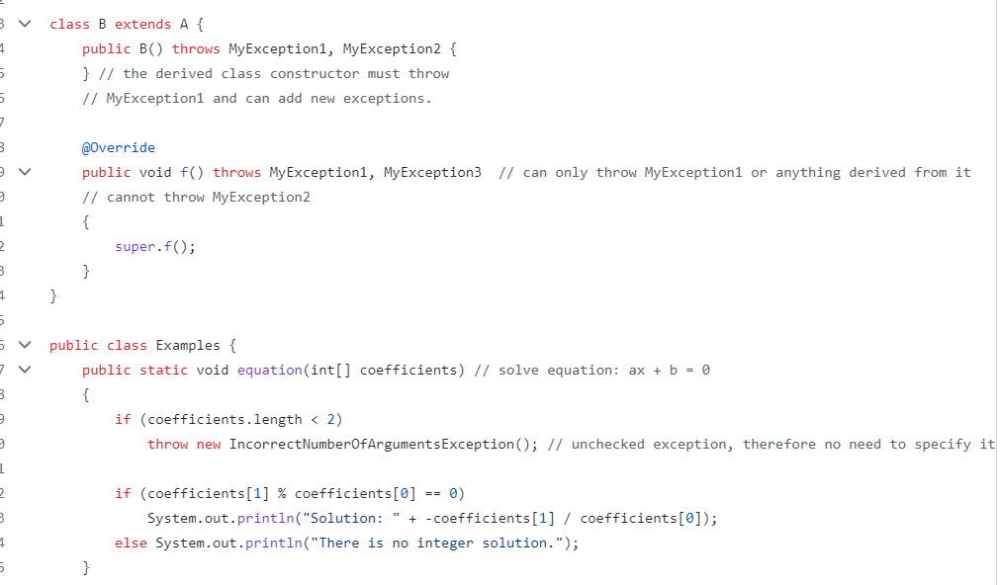 class B extends A {
public B() throws MyException1, MyException2 {
} // the derived class constructor must throw
// MyException1 and can add new exceptions.
@Override
public void f() throws MyException1, MyException3  // can only throw MyException1 or anything derived from it
// cannot throw MyException2
{
super.f();
}
}
public class Examples {
public static void equation(int[] coefficients) // solve equation: ax + b = 0
{
if (coefficients.length < 2)
throw new IncorrectNumberOfArgumentsException(); // unchecked exception, therefore no need to specify it
if (coefficients[1] % coefficients[0] == 0)
System.out.println("Solution: " + -coefficients[1] / coefficients[0]);
else System.out.println("There is no integer solution.");
}